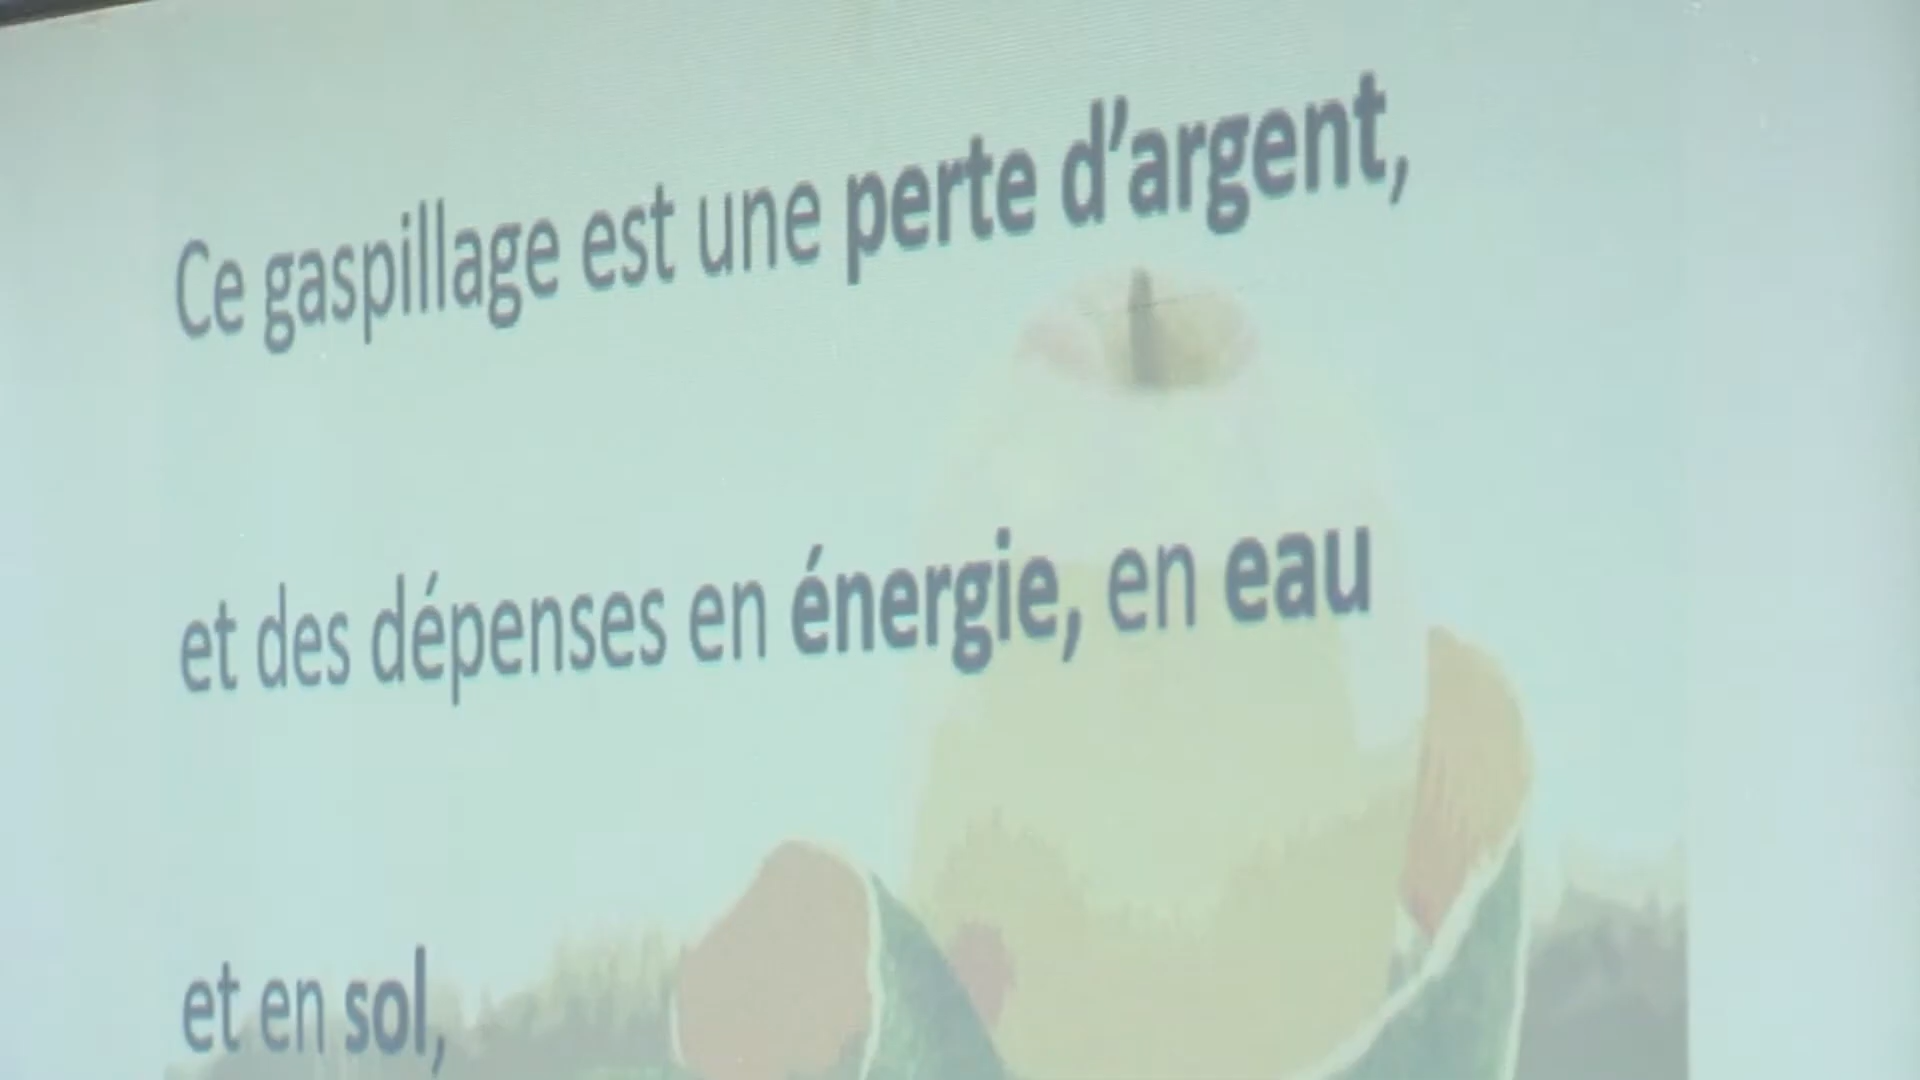 Ce gaspillage est une perte d’argent,
et des dépenses en énergie, en eau
et en sol,